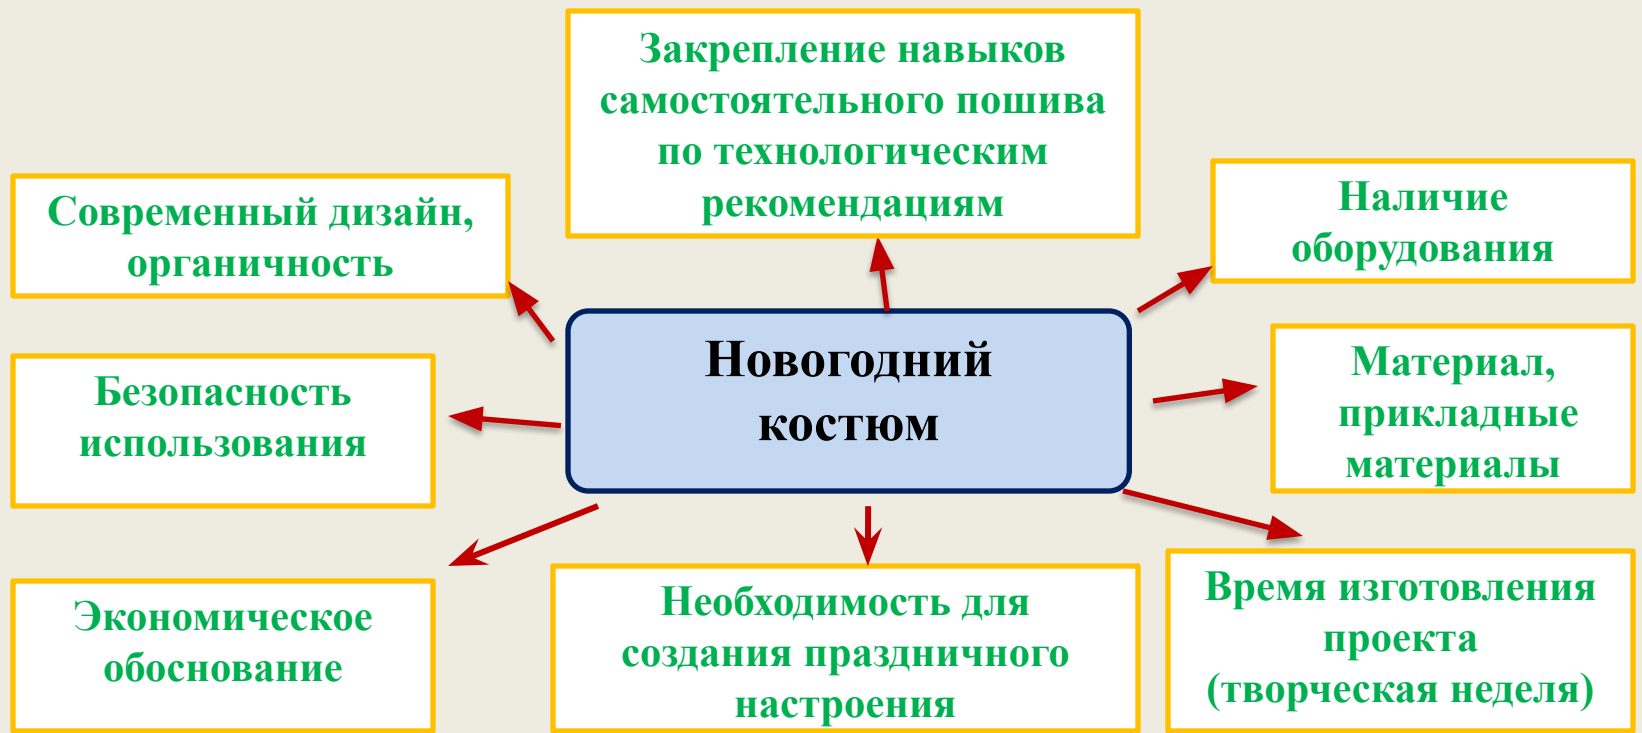 Закрепление навыков
самостоятельного пошива
по технологическим
рекомендациям
Современный дизайн,
органичность
Наличие
оборудования
Новогодний
костюм
Безопасность
использования
Материал,
прикладные
материалы
Экономическое
обоснование
Необходимость для
создания праздничного
настроения
Время изготовления
проекта
(творческая неделя)